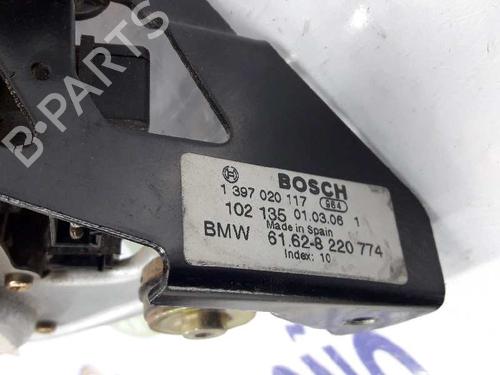 B-PARTS
BOSCH
1 397 020 117 984
102 135 01.03.06 1
Made in Spain
BMW 61.62-8 220 774
Index: 10